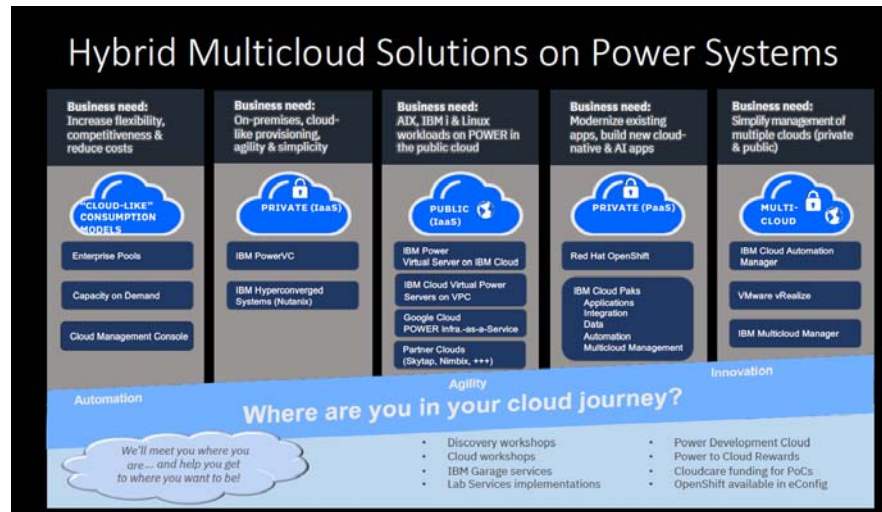 Hybrid Multicloud Solutions on Power Systems
Business need:
Increase flexibility,
competitiveness &
reduce costs
"CLOUD-LIKE"
CONSUMPTION
MODELS
Enterprise Pools
Capacity on Demand
Cloud Management Console
Business need:
On-premises, cloud-
like provisioning,
agility & simplicity
PRIVATE (IaaS)
IBM PowerVC
IBM Hyperconverged
Systems (Nutanix)
Business need:
AIX, IBM i & Linux
workloads on POWER in
the public cloud
PUBLIC
(IaaS)
IBM Power
Virtual Server on IBM Cloud
IBM Cloud Virtual Power
Servers on VPC
Google Cloud
POWER Infra.-as-a-Service
Partner Clouds
(Skytap, Nimbix, +++)
Business need:
Modernize existing
apps, build new cloud-
native & AI apps
PRIVATE (PaaS)
Red Hat OpenShift
IBM Cloud Paks
Applications
Integration
Data
Automation
Multicloud Management
Business need:
Simplify management of
multiple clouds (private
& public)
MULTI-
CLOUD
IBM Cloud Automation
Manager
VMware vRealize
IBM Multicloud Manager
Automation
Agility
Innovation
Where are you in your cloud journey?
We'll meet you where you
are... and help you get
to where you want to be!
• Discovery workshops
• Cloud workshops
• IBM Garage services
• Lab Services implementations
• Power Development Cloud
• Power to Cloud Rewards
• Cloudcare funding for PoCs
• OpenShift available in eConfig